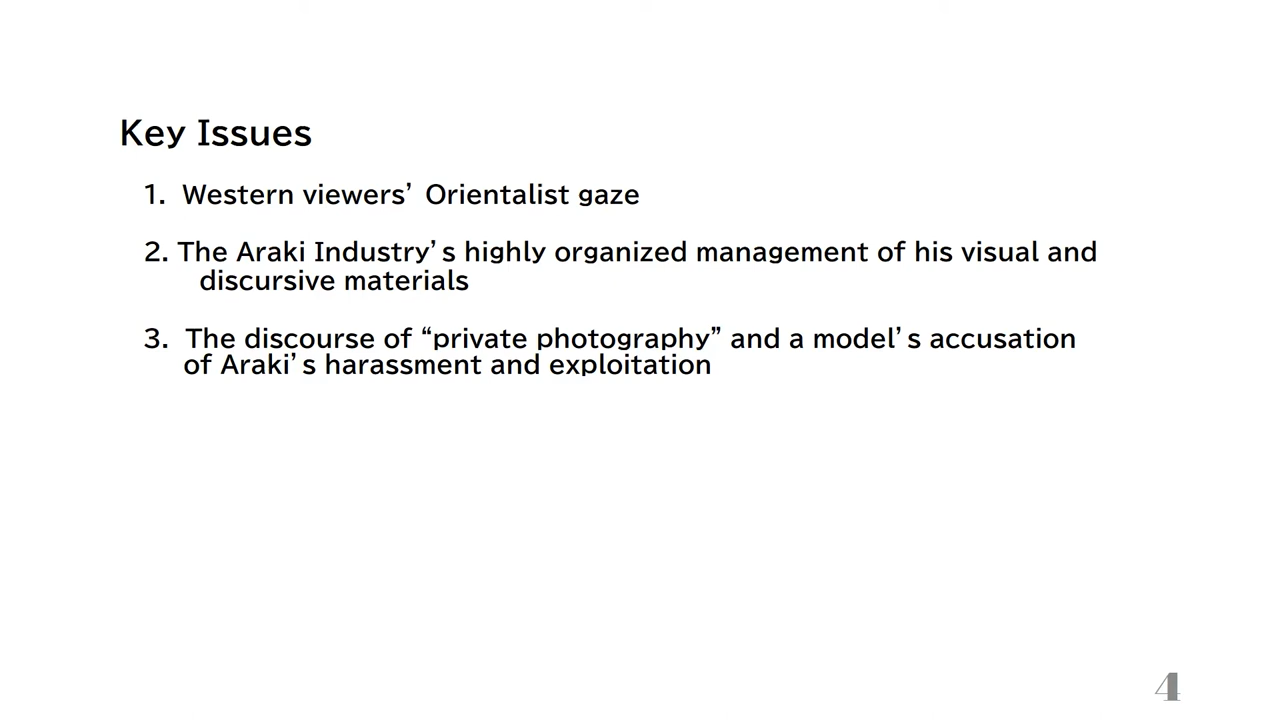 Key Issues
1. Western viewers’ Orientalist gaze
2. The Araki Industry’s highly organized management of his visual and
discursive materials
3. The discourse of “private photography” and a model’s accusation
of Araki’s harassment and exploitation
4